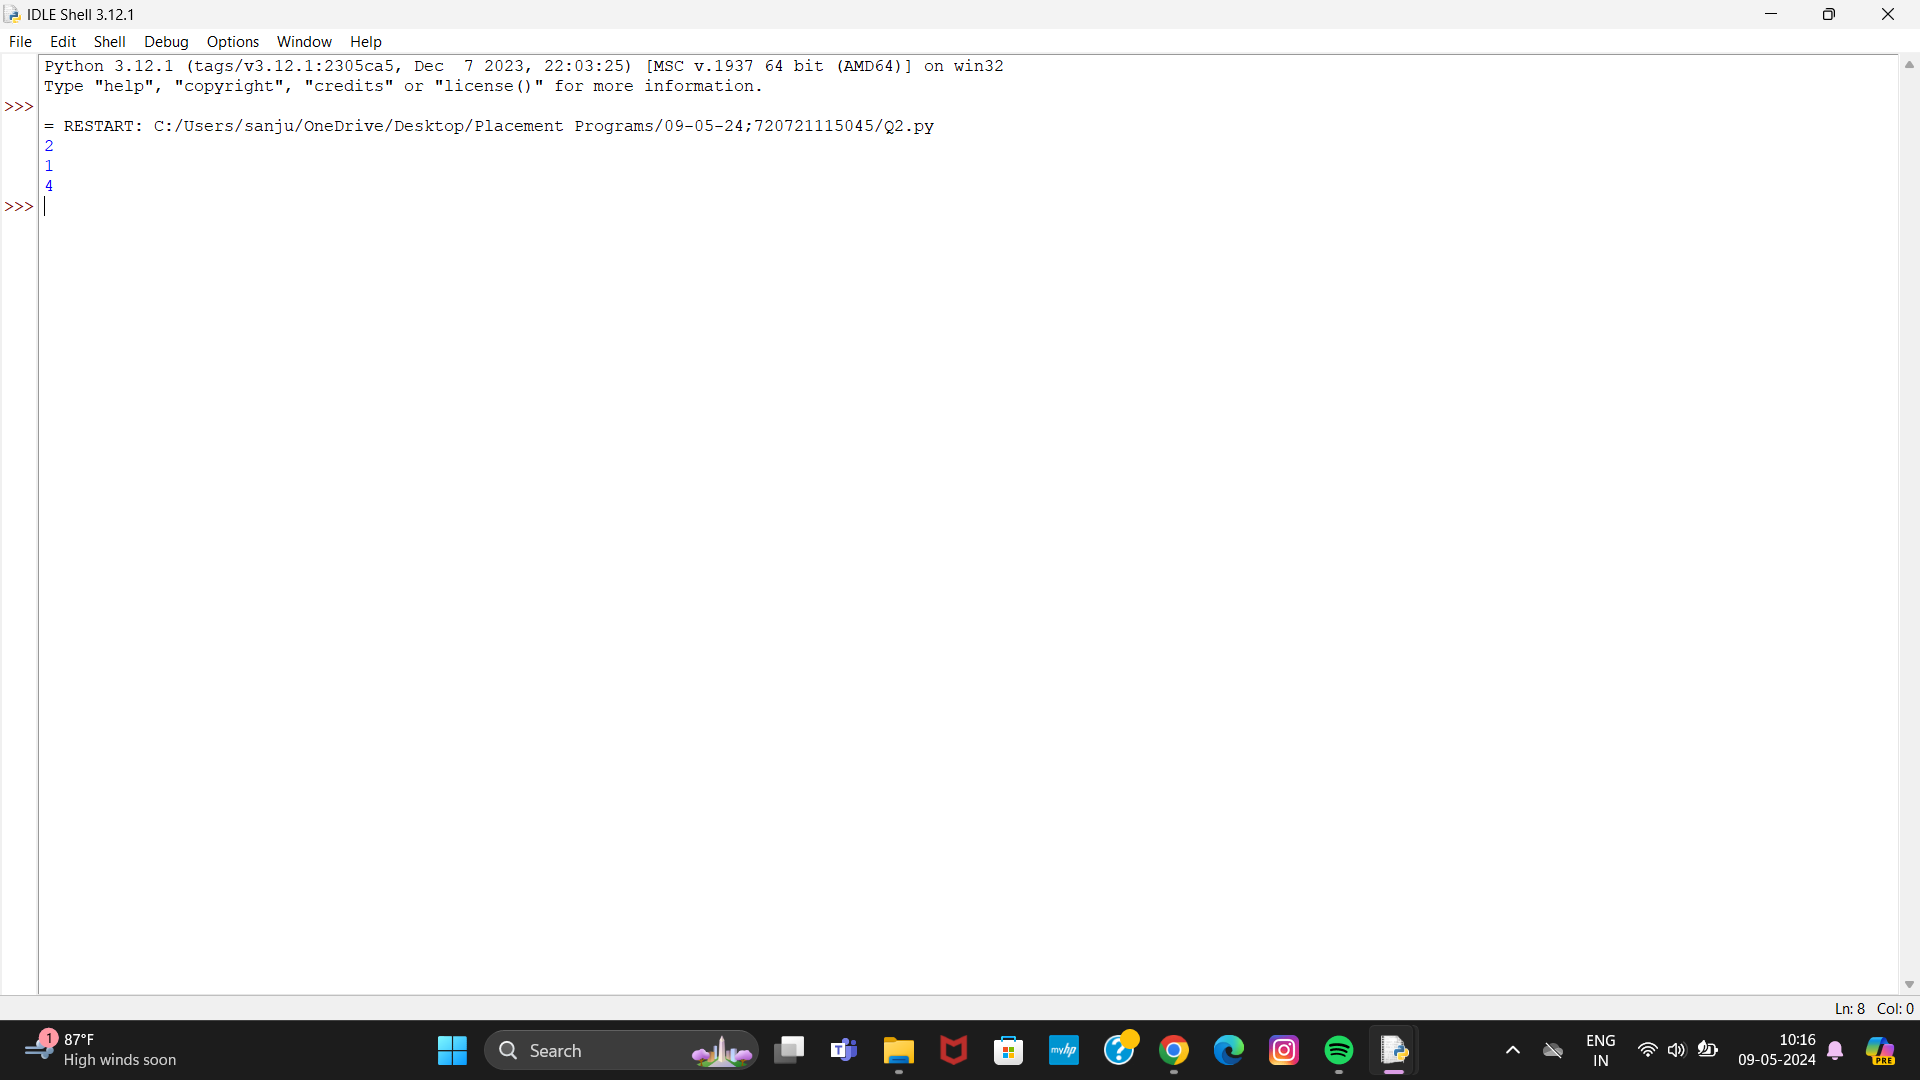 IDLE Shell 3.12.1
File Edit Shell Debug Options Window Help
Python 3.12.1 (tags/v3.12.1:2305ca5, Dec  7 2023, 22:03:25) [MSC v.1937 64 bit (AMD64)] on win32
Type "help", "copyright", "credits" or "license()" for more information.
>>>
= RESTART: C:/Users/sanju/OneDrive/Desktop/Placement Programs/09-05-24;720721115045/Q2.py
2
1
4
>>>
Ln: 8 Col: 0
1
87°F
High winds soon
Search
T
myhp
?
ENG
IN
10:16
09-05-2024
PRE